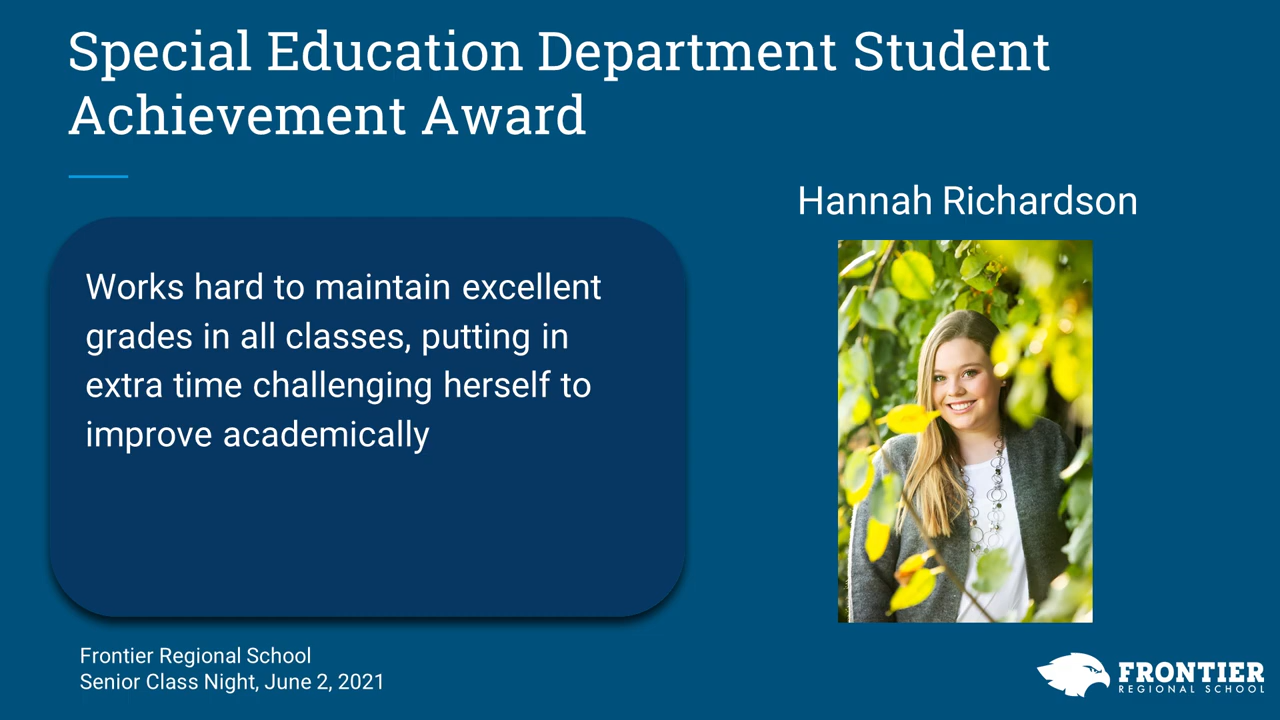 Special Education Department Student
Achievement Award
Hannah Richardson
Works hard to maintain excellent
grades in all classes, putting in
extra time challenging herself to
improve academically
Frontier Regional School
Senior Class Night, June 2, 2021
FRONTIER
REGIONAL SCHOOL